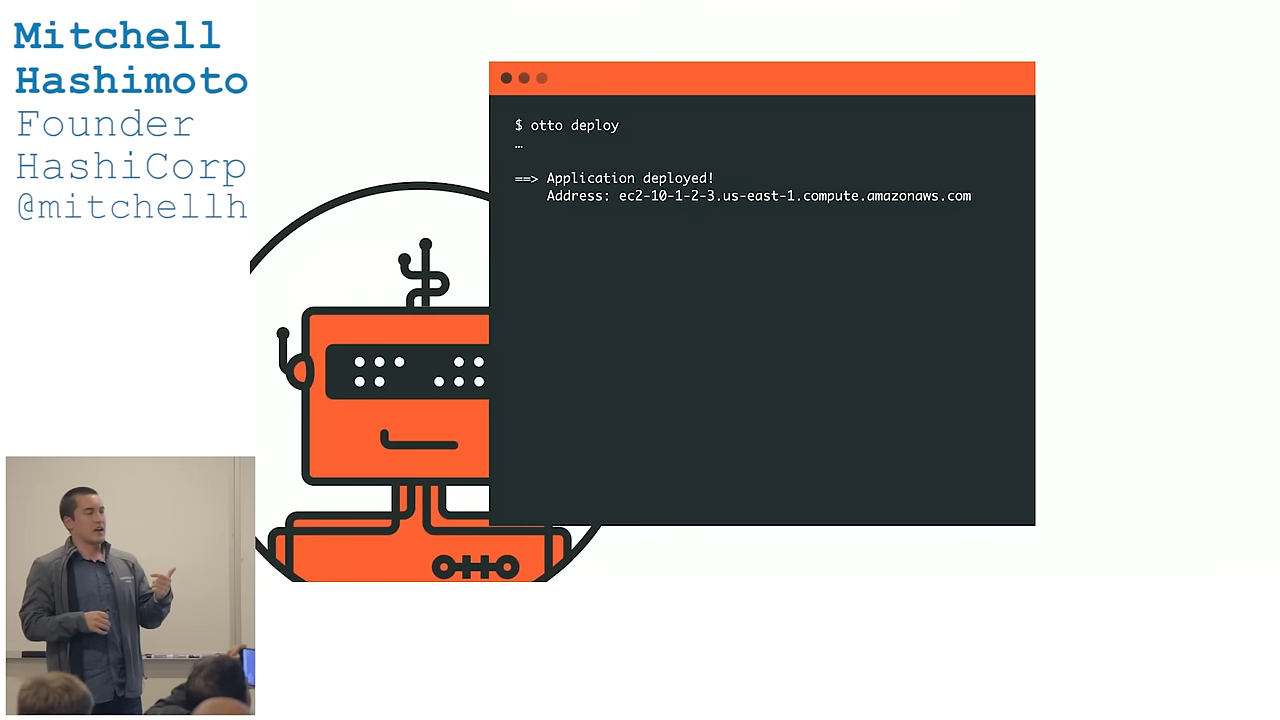 Mitchell
Hashimoto
Founder
HashiCorp
@mitchellh
$ otto deploy
…
==> Application deployed!
Address: ec2-10-1-2-3.us-east-1.compute.amazonaws.com
otto